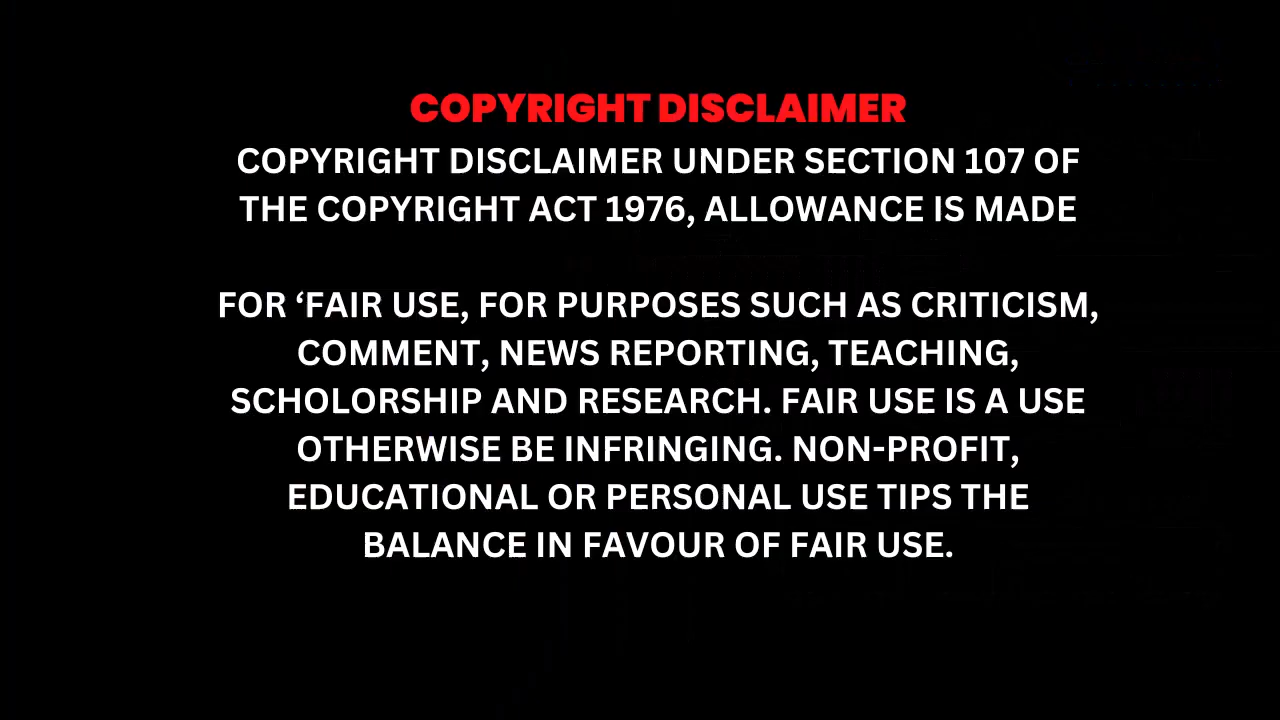 COPYRIGHT DISCLAIMER
COPYRIGHT DISCLAIMER UNDER SECTION 107 OF
THE COPYRIGHT ACT 1976, ALLOWANCE IS MADE
FOR ‘FAIR USE, FOR PURPOSES SUCH AS CRITICISM,
COMMENT, NEWS REPORTING, TEACHING,
SCHOLORSHIP AND RESEARCH. FAIR USE IS A USE
OTHERWISE BE INFRINGING. NON-PROFIT,
EDUCATIONAL OR PERSONAL USE TIPS THE
BALANCE IN FAVOUR OF FAIR USE.